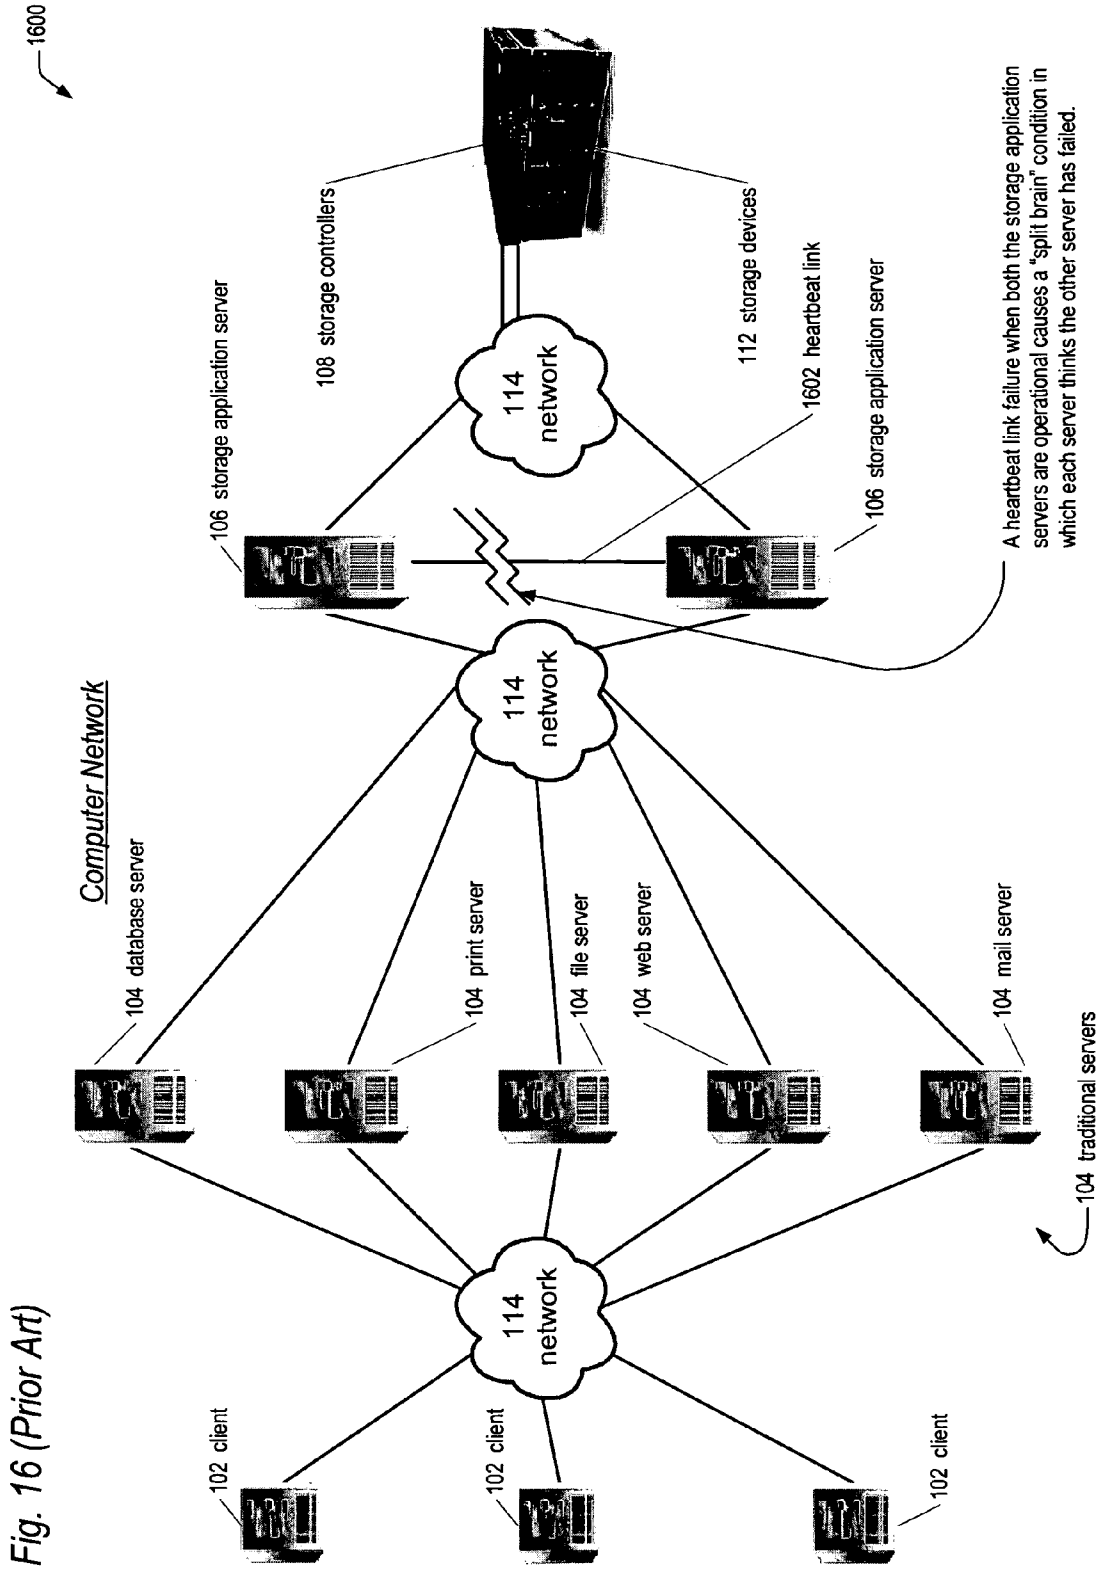 Fig. 16 (Prior Art)
Computer Network
1600
102 client
102 client
102 client
114
network
104 database server
104 print server
104 file server
104 web server
104 mail server
104 traditional servers
114
network
106 storage application server
106 storage application server
1602 heartbeat link
114
network
108 storage controllers
112 storage devices
A heartbeat link failure when both the storage application
servers are operational causes a “split brain” condition in
which each server thinks the other server has failed.